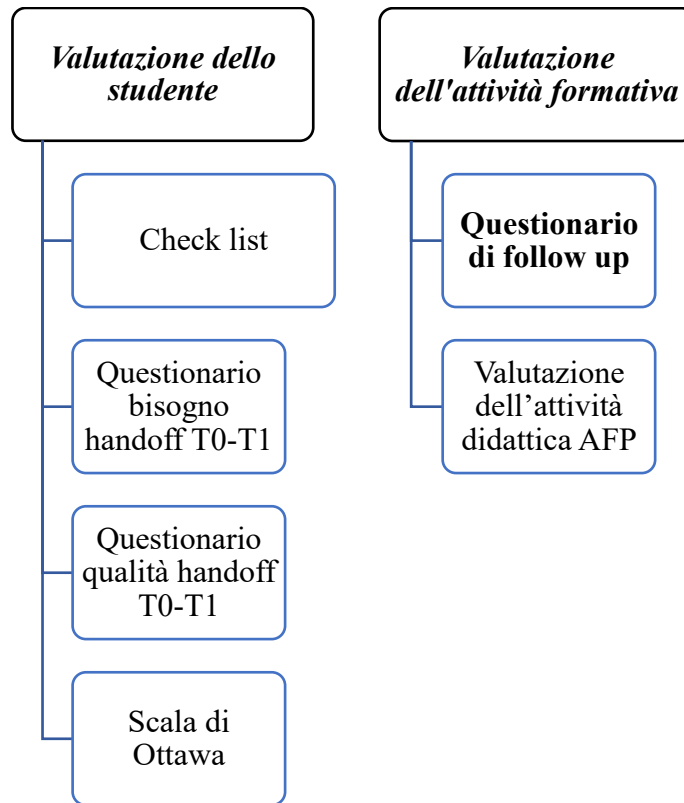 Valutazione dello
studente
Check list
Questionario
bisogno
handoff T0-T1
Questionario
qualità handoff
T0-T1
Scala di
Ottawa
Valutazione
dell'attività formativa
Questionario
di follow up
Valutazione
dell’attività
didattica AFP